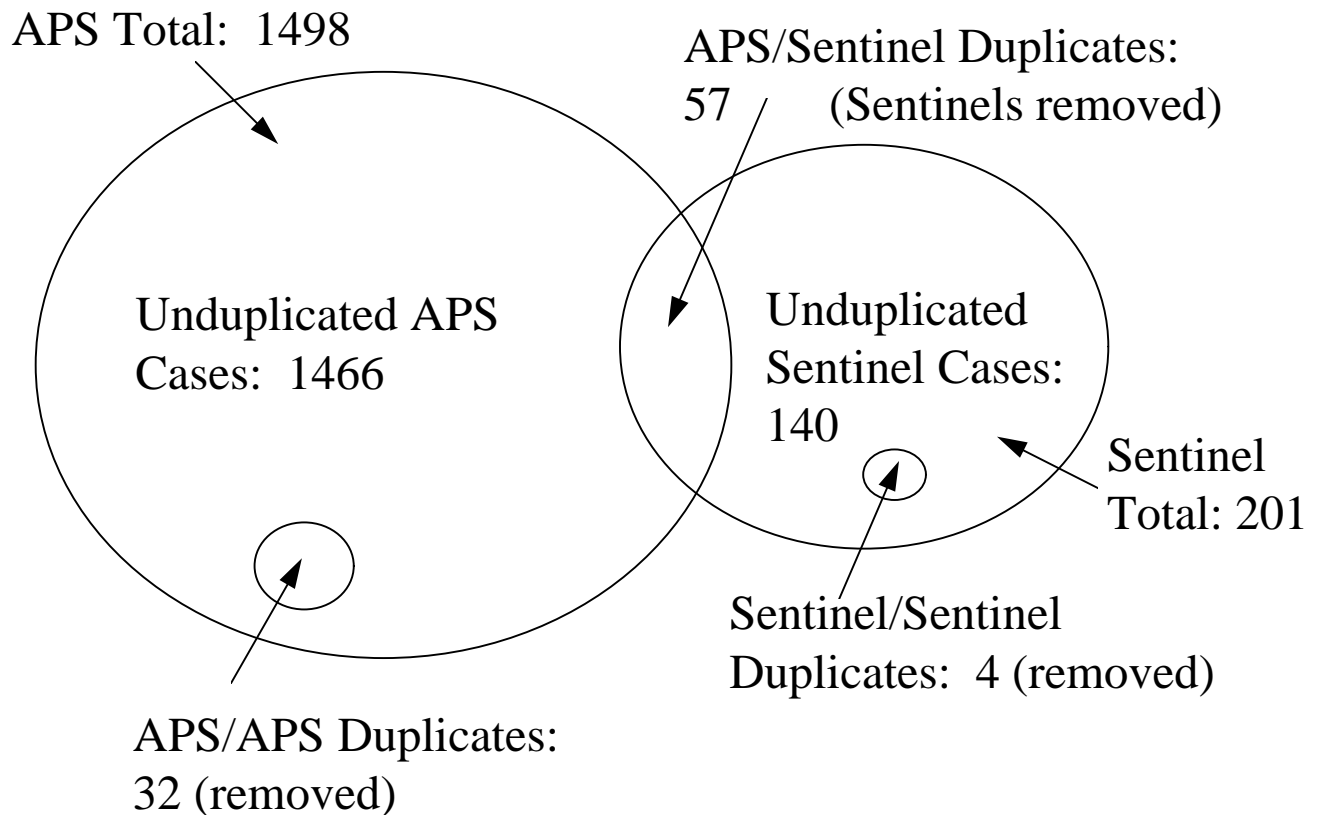 APS Total: 1498
APS/Sentinel Duplicates:
57 (Sentinels removed)
Unduplicated APS
Cases: 1466
Unduplicated
Sentinel Cases:
140
Sentinel
Total: 201
Sentinel/Sentinel
Duplicates: 4 (removed)
APS/APS Duplicates:
32 (removed)